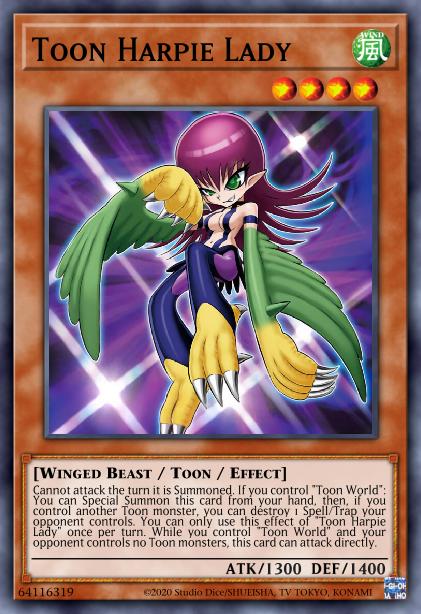 Toon Harpie Lady
WIND
風
[Winged Beast / Toon / Effect]
Cannot attack the turn it is Summoned. If you control "Toon World":
You can Special Summon this card from your hand, then, if you
control another Toon monster, you can destroy 1 Spell/Trap your
opponent controls. You can only use this effect of "Toon Harpie
Lady" once per turn. While you control "Toon World" and your
opponent controls no Toon monsters, this card can attack directly.
ATK/1300 DEF/1400
64116319 ©2020 Studio Dice/SHUEISHA, TV TOKYO, KONAMI